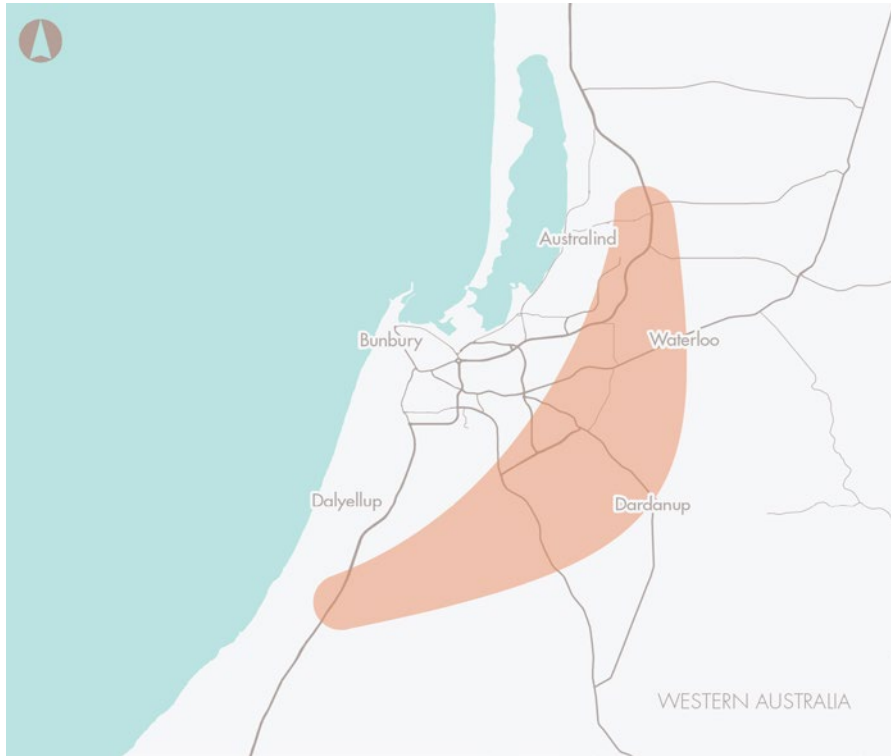 Australind
Bunbury
Waterloo
Dalyellup
Dardanup
WESTERN AUSTRALIA